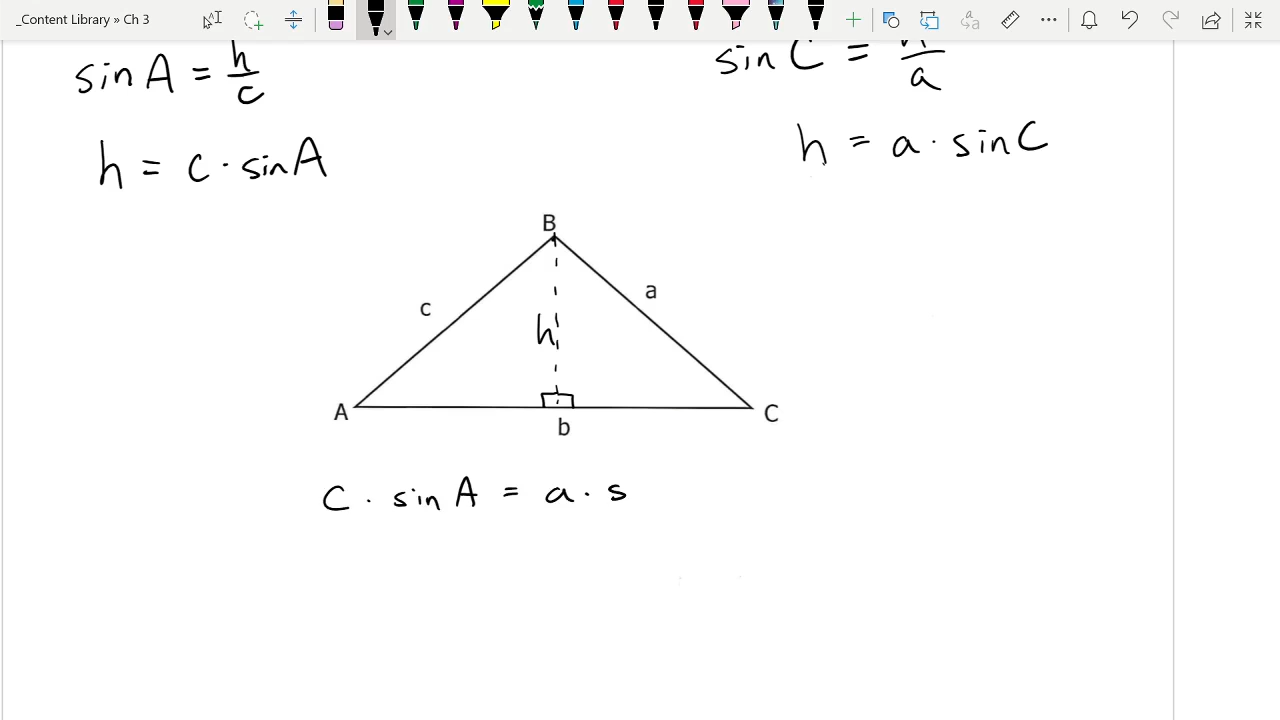 _Content Library » Ch 3
sin A = h/c
sin C = h/a
h = c · sin A
h = a · sin C
B
c
a
h
A
C
b
c · sin A = a · s